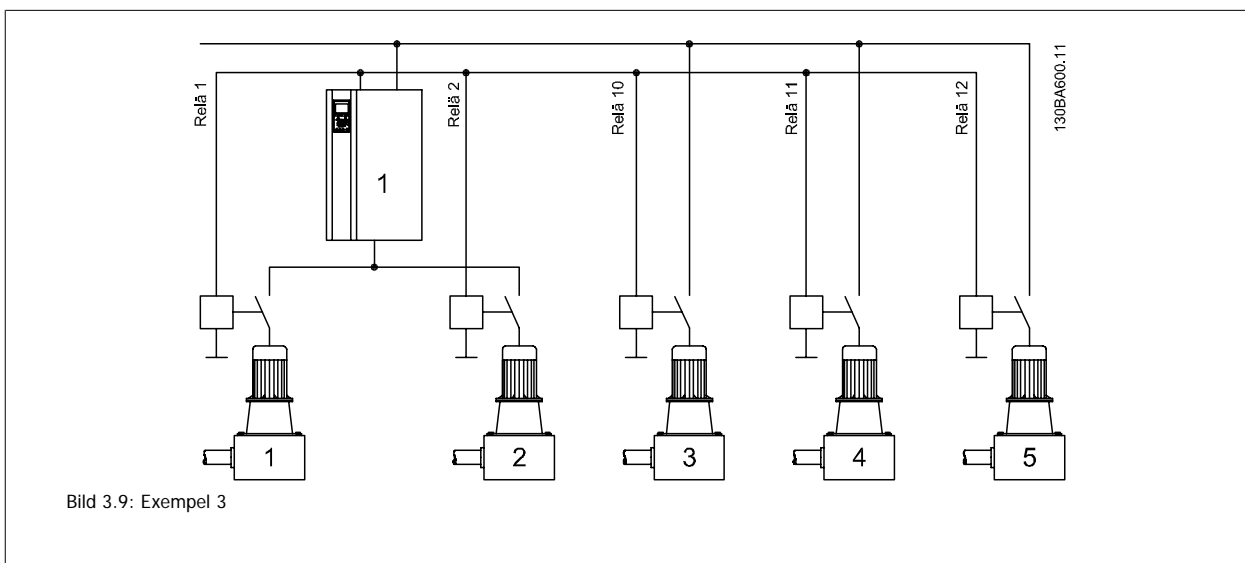 Relä 1
Relä 2
Relä 10
Relä 11
Relä 12
130BA600.11
1
1
2
3
4
5
Bild 3.9: Exempel 3